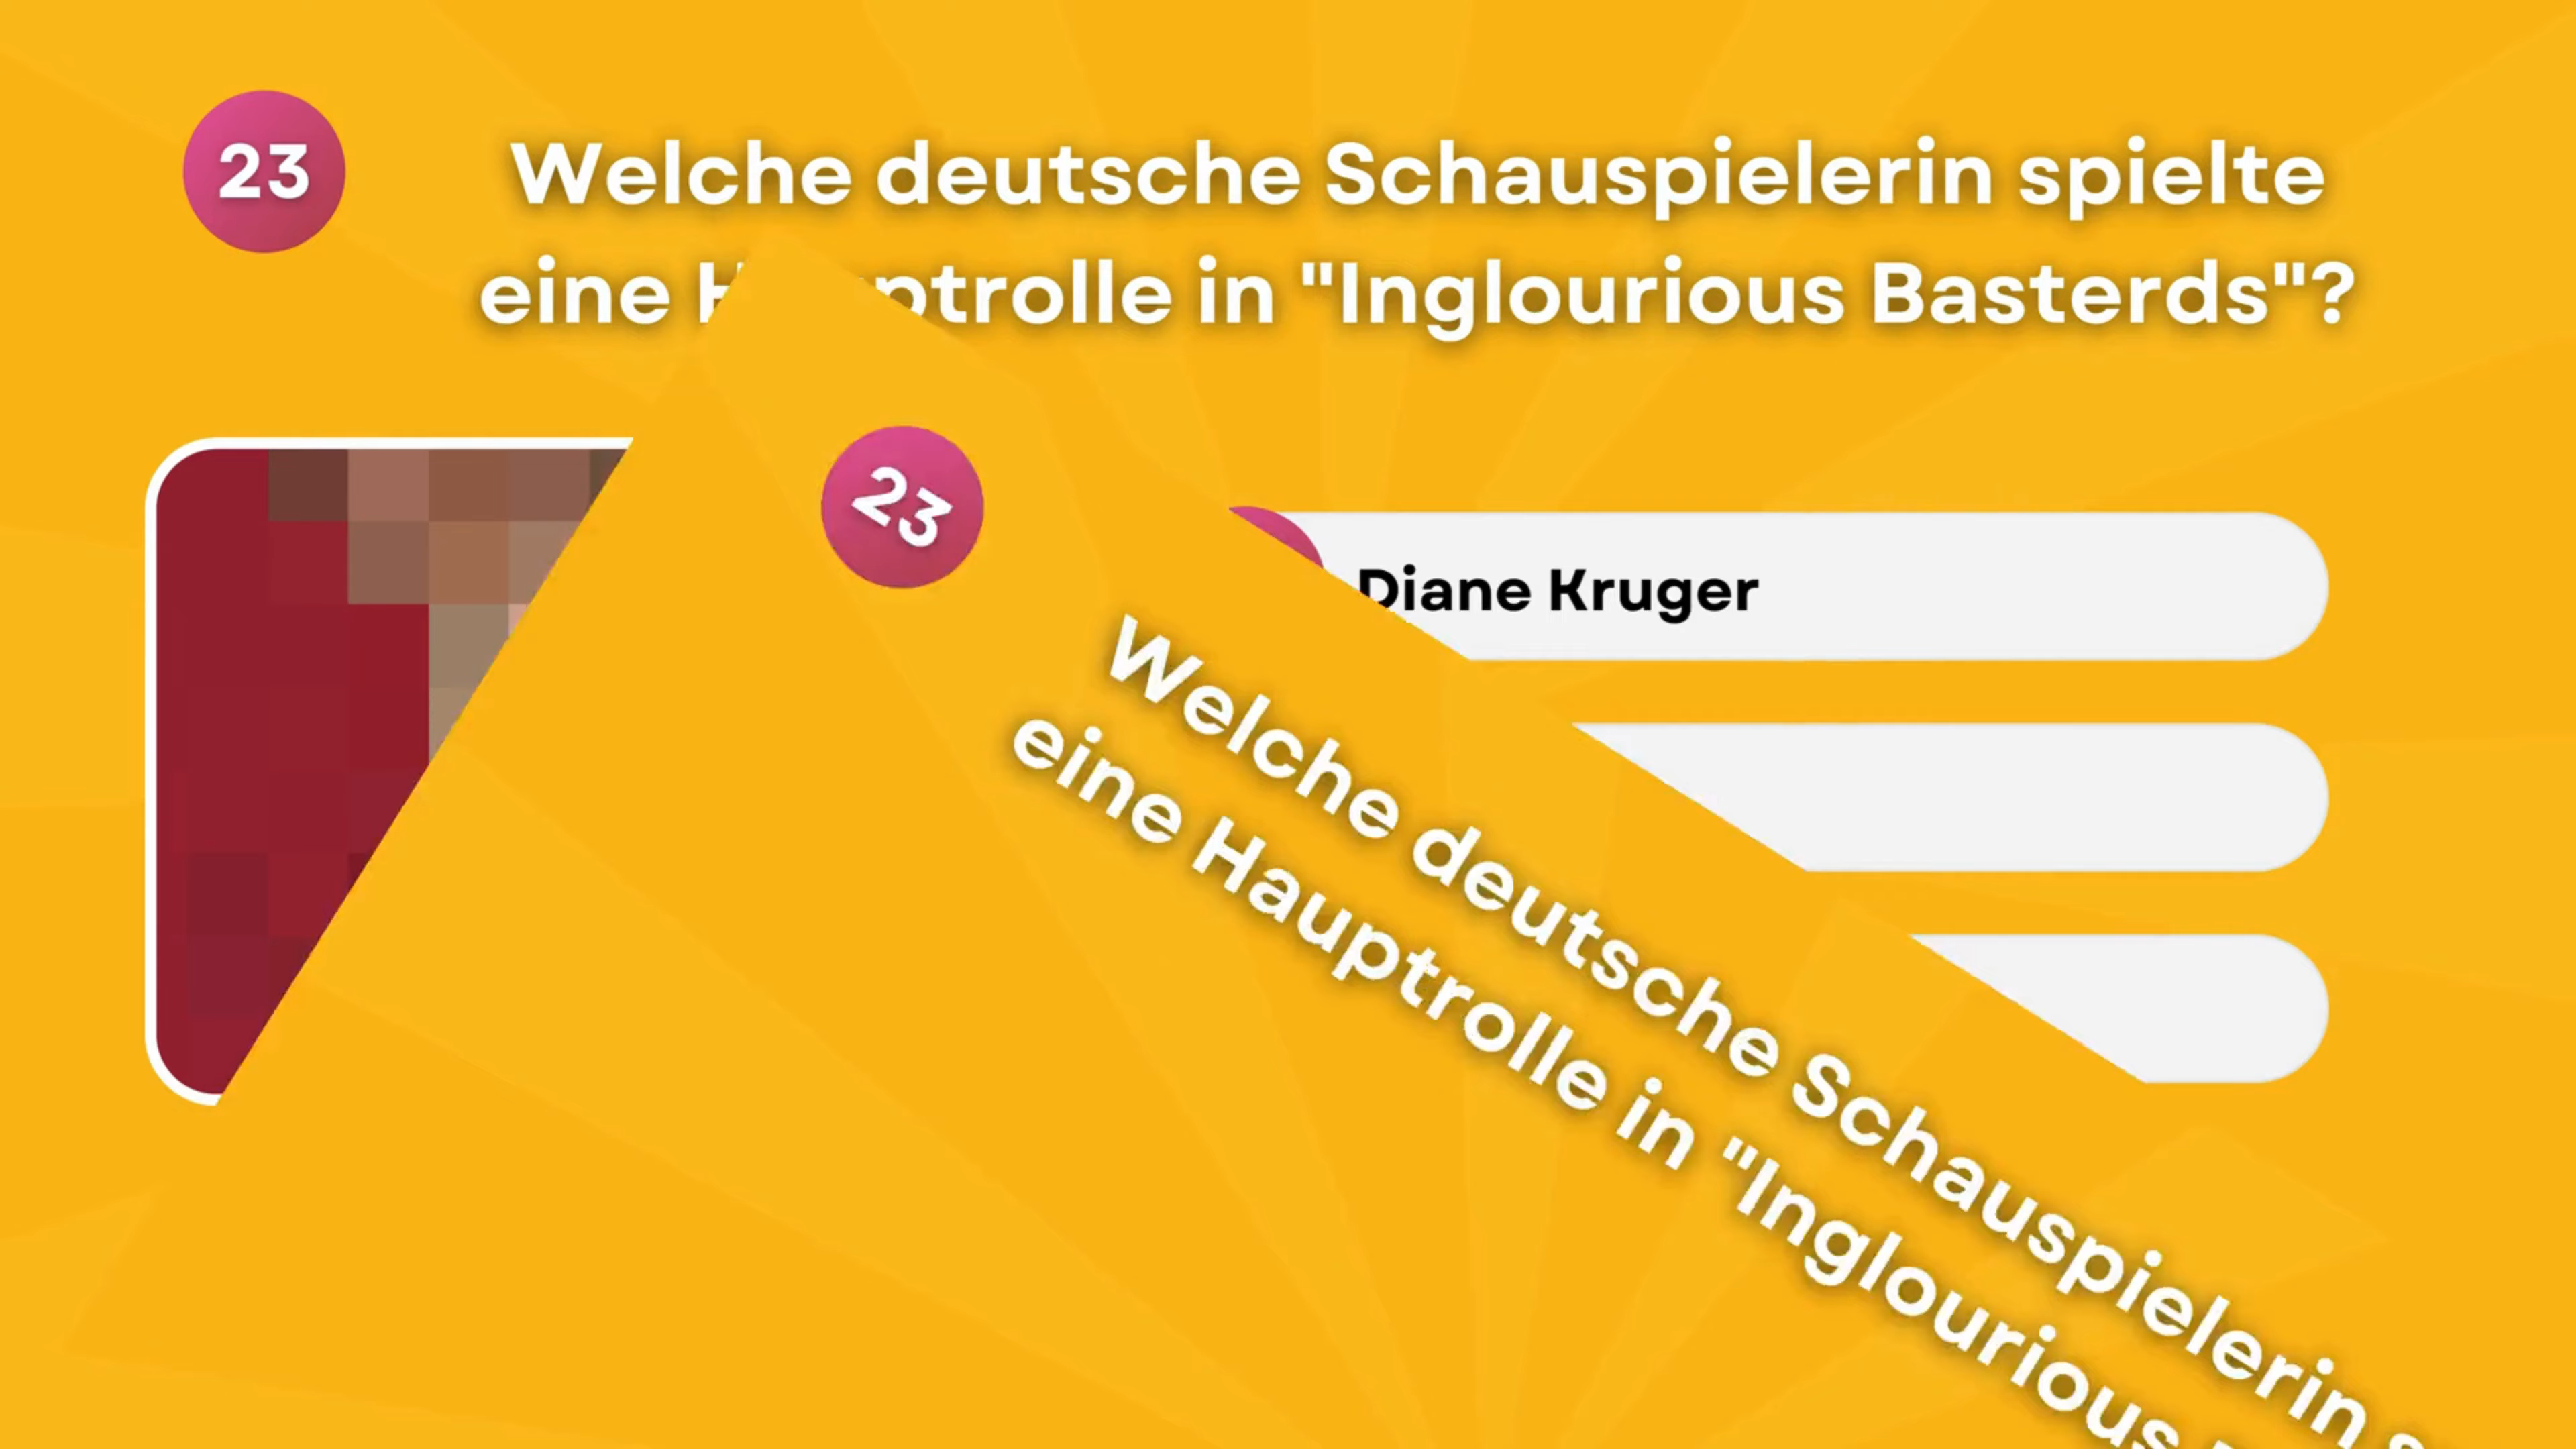 23
Welche deutsche Schauspielerin spielte
eine Hauptrolle in "Inglourious Basterds"?
Diane Kruger
23
Welche deutsche Schauspielerin
eine Hauptrolle in "Inglourious